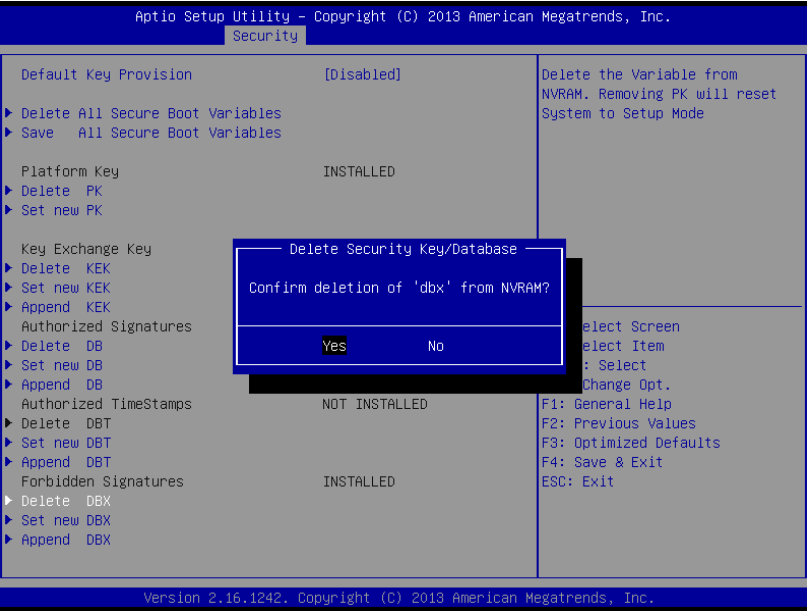 Aptio Setup Utility – Copyright (C) 2013 American Megatrends, Inc.
Security
Default Key Provision [Disabled]
Delete All Secure Boot Variables
Save All Secure Boot Variables
Platform Key INSTALLED
Delete PK
Set new PK
Key Exchange Key
Delete KEK
Set new KEK
Append KEK
Authorized Signatures
Delete DB
Set new DB
Append DB
Authorized TimeStamps NOT INSTALLED
Delete DBT
Set new DBT
Append DBT
Forbidden Signatures INSTALLED
Delete DBX
Set new DBX
Append DBX
Delete Security Key/Database
Confirm deletion of 'dbx' from NVRAM?
Yes No
Delete the Variable from
NVRAM. Removing PK will reset
System to Setup Mode
elect Screen
elect Item
: Select
Change Opt.
F1: General Help
F2: Previous Values
F3: Optimized Defaults
F4: Save & Exit
ESC: Exit
Version 2.16.1242. Copyright (C) 2013 American Megatrends, Inc.